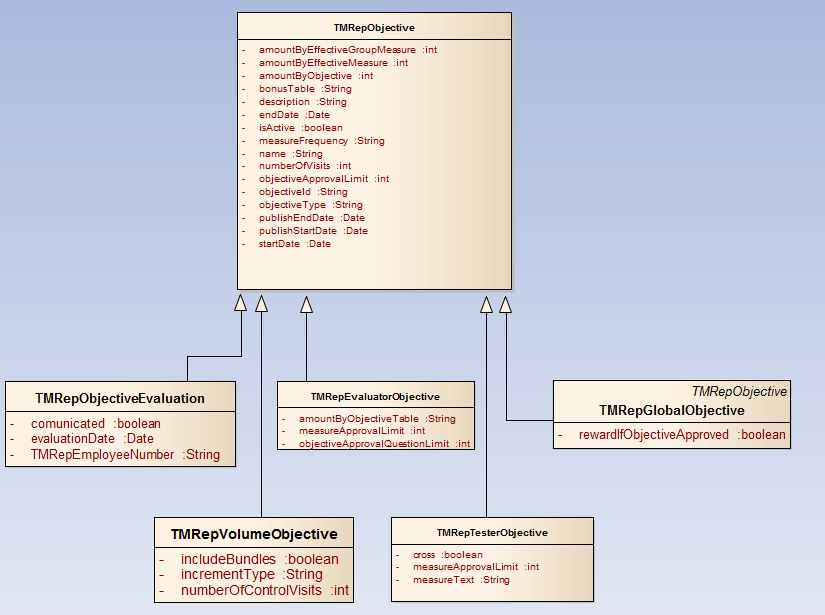 TMRepObjective
- amountByEffectiveGroupMeasure :int
- amountByEffectiveMeasure :int
- amountByObjective :int
- bonusTable :String
- description :String
- endDate :Date
- isActive :boolean
- measureFrequency :String
- name :String
- numberOfVisits :int
- objectiveApprovalLimit :int
- objectiveId :String
- objectiveType :String
- publishEndDate :Date
- publishStartDate :Date
- startDate :Date
TMRepObjectiveEvaluation
- comunicated :boolean
- evaluationDate :Date
- TMRepEmployeeNumber :String
TMRepEvaluatorObjective
- amountByObjectiveTable :String
- measureApprovalLimit :int
- objectiveApprovalQuestionLimit :int
TMRepObjective
TMRepGlobalObjective
- rewardIfObjectiveApproved :boolean
TMRepVolumeObjective
- includeBundles :boolean
- incrementType :String
- numberOfControlVisits :int
TMRepTesterObjective
- cross :boolean
- measureApprovalLimit :int
- measureText :String